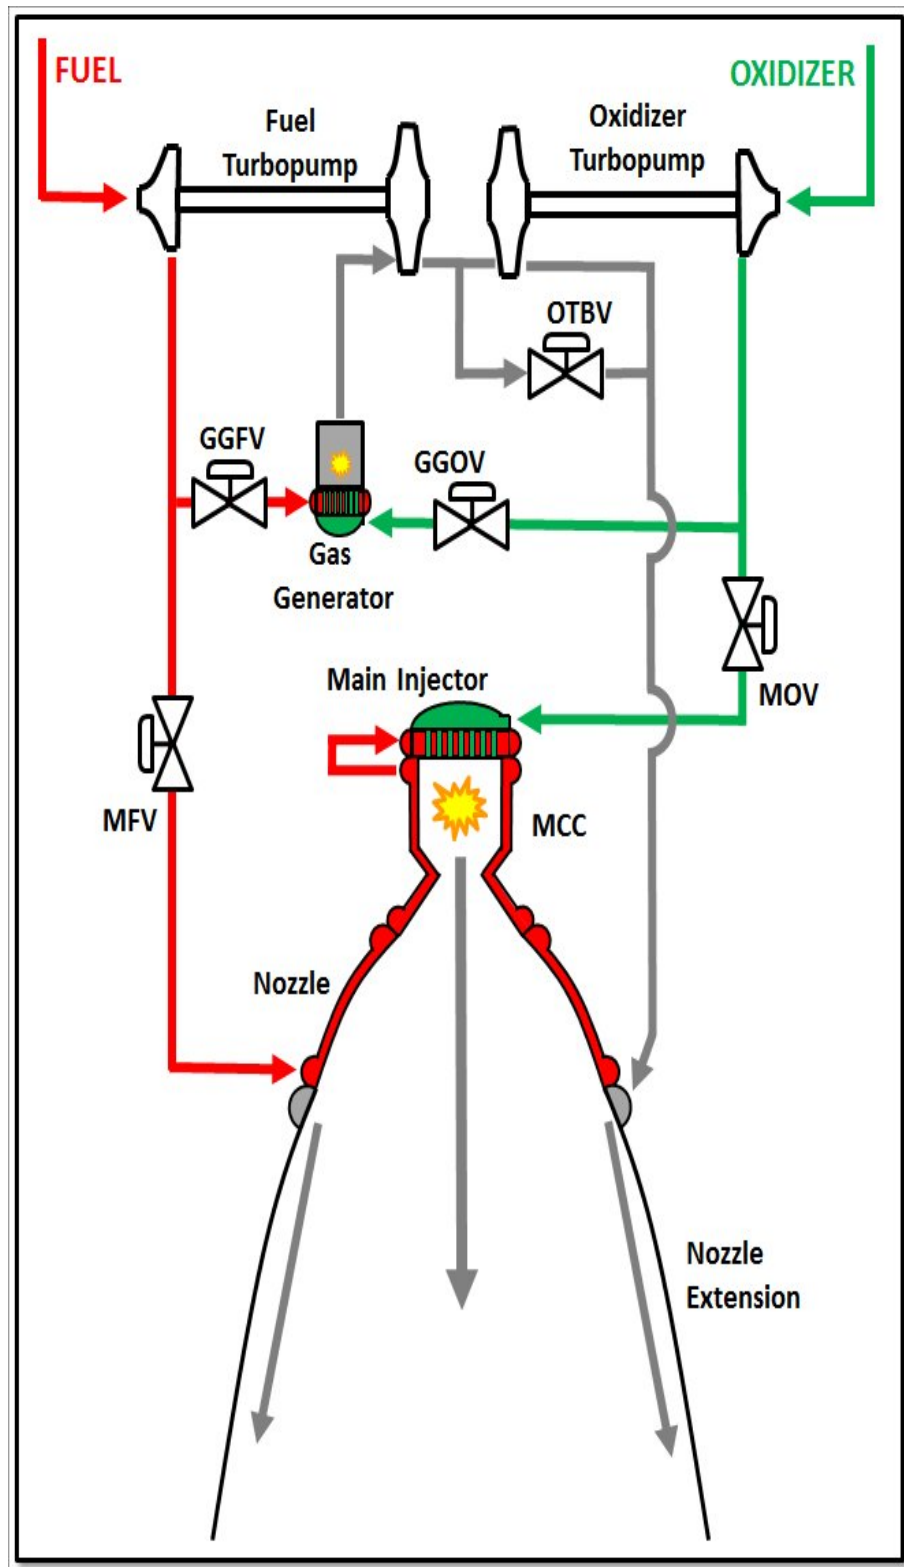 FUEL
OXIDIZER
Fuel
Turbopump
Oxidizer
Turbopump
OTBV
GGFV
GGOV
Gas
Generator
Main Injector
MOV
MFV
MCC
Nozzle
Nozzle
Extension